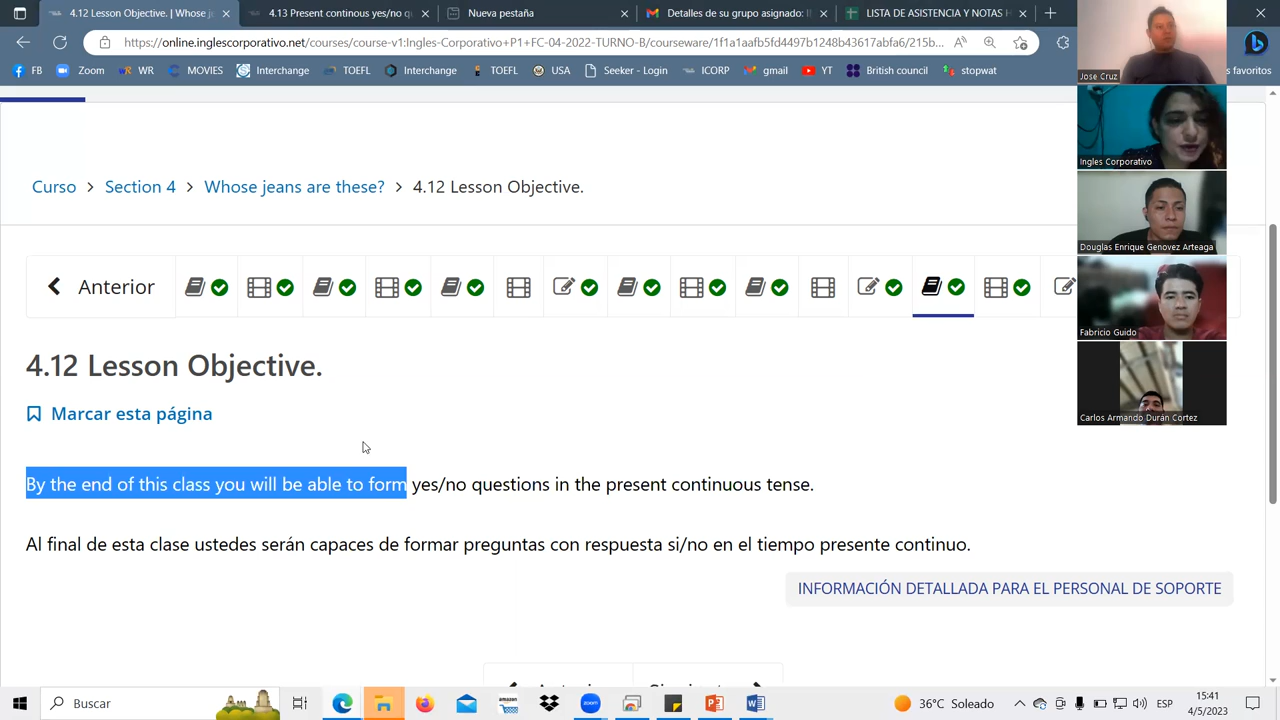 4.12 Lesson Objective. | Whose je
4.13 Present continous yes/no qu
Nueva pestaña
Detalles de su grupo asignado: I
LISTA DE ASISTENCIA Y NOTAS H
https://online.inglescorporativo.net/courses/course-v1:Ingles-Corporativo+P1+FC-04-2022-TURNO-B/courseware/1f1a1aafb5fd4497b1248b43617abfa6/215b...
FB
Zoom
WR
MOVIES
Interchange
TOEFL
Interchange
TOEFL
USA
Seeker - Login
ICORP
gmail
YT
British council
stopwat
s favoritos
Jose Cruz
Ingles Corporativo
Douglas Enrique Genovez Arteaga
Fabricio Guido
Carlos Armando Durán Cortez
Curso > Section 4 > Whose jeans are these? > 4.12 Lesson Objective.
Anterior
4.12 Lesson Objective.
Marcar esta página
By the end of this class you will be able to form yes/no questions in the present continuous tense.
Al final de esta clase ustedes serán capaces de formar preguntas con respuesta si/no en el tiempo presente continuo.
INFORMACIÓN DETALLADA PARA EL PERSONAL DE SOPORTE
Buscar
amazon
zoom
36°C Soleado
ESP
15:41
4/5/2023